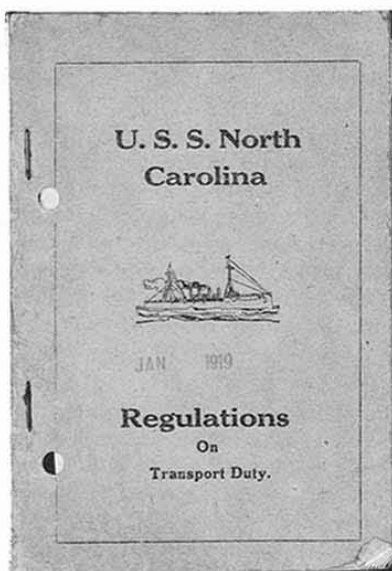 U. S. S. North
Carolina
JAN 1919
Regulations
On
Transport Duty.